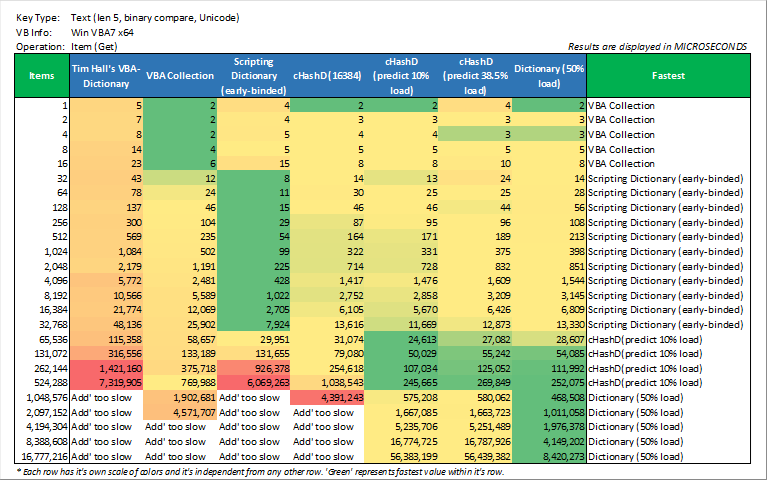 Key Type: Text (len 5, binary compare, Unicode)
VB Info: Win VBA7 x64
Operation: Item (Get)
Results are displayed in MICROSECONDS
Items Tim Hall's VBA-Dictionary VBA Collection Scripting Dictionary (early-binded) cHashD (16384) cHashD (predict 10% load) cHashD (predict 38.5% load) Dictionary (50% load) Fastest
1 5 2 4 2 2 4 2 VBA Collection
2 7 2 4 3 3 3 3 VBA Collection
4 8 2 5 4 4 3 3 VBA Collection
8 14 4 5 5 5 5 5 VBA Collection
16 23 6 15 8 8 10 8 VBA Collection
32 43 12 8 14 13 24 14 Scripting Dictionary (early-binded)
64 78 24 11 30 25 25 28 Scripting Dictionary (early-binded)
128 137 46 15 46 46 44 56 Scripting Dictionary (early-binded)
256 300 104 29 87 95 96 108 Scripting Dictionary (early-binded)
512 569 235 54 164 171 189 213 Scripting Dictionary (early-binded)
1,024 1,084 502 99 322 331 375 398 Scripting Dictionary (early-binded)
2,048 2,179 1,191 225 714 728 832 851 Scripting Dictionary (early-binded)
4,096 5,772 2,481 428 1,417 1,476 1,609 1,544 Scripting Dictionary (early-binded)
8,192 10,566 5,589 1,022 2,752 2,858 3,209 3,145 Scripting Dictionary (early-binded)
16,384 21,774 12,069 2,705 6,105 5,670 6,426 6,809 Scripting Dictionary (early-binded)
32,768 48,136 25,902 7,924 13,616 11,669 12,873 13,330 Scripting Dictionary (early-binded)
65,536 115,358 58,657 29,951 31,074 24,613 27,082 28,607 cHashD(predict 10% load)
131,072 316,556 133,189 131,655 79,080 50,029 55,242 54,085 cHashD(predict 10% load)
262,144 1,421,160 375,718 926,378 254,618 107,034 125,052 111,992 cHashD(predict 10% load)
524,288 7,319,905 769,988 6,069,263 1,038,543 245,665 269,849 252,075 cHashD(predict 10% load)
1,048,576 Add' too slow 1,902,681 Add' too slow 4,391,243 575,208 580,062 468,508 Dictionary (50% load)
2,097,152 Add' too slow 4,571,707 Add' too slow Add' too slow 1,667,085 1,663,723 1,011,058 Dictionary (50% load)
4,194,304 Add' too slow Add' too slow Add' too slow Add' too slow 5,235,706 5,251,489 1,976,378 Dictionary (50% load)
8,388,608 Add' too slow Add' too slow Add' too slow Add' too slow 16,774,725 16,787,926 4,149,202 Dictionary (50% load)
16,777,216 Add' too slow Add' too slow Add' too slow Add' too slow 56,383,199 56,439,382 8,420,273 Dictionary (50% load)
* Each row has it's own scale of colors and it's independent from any other row. 'Green' represents fastest value within it's row.